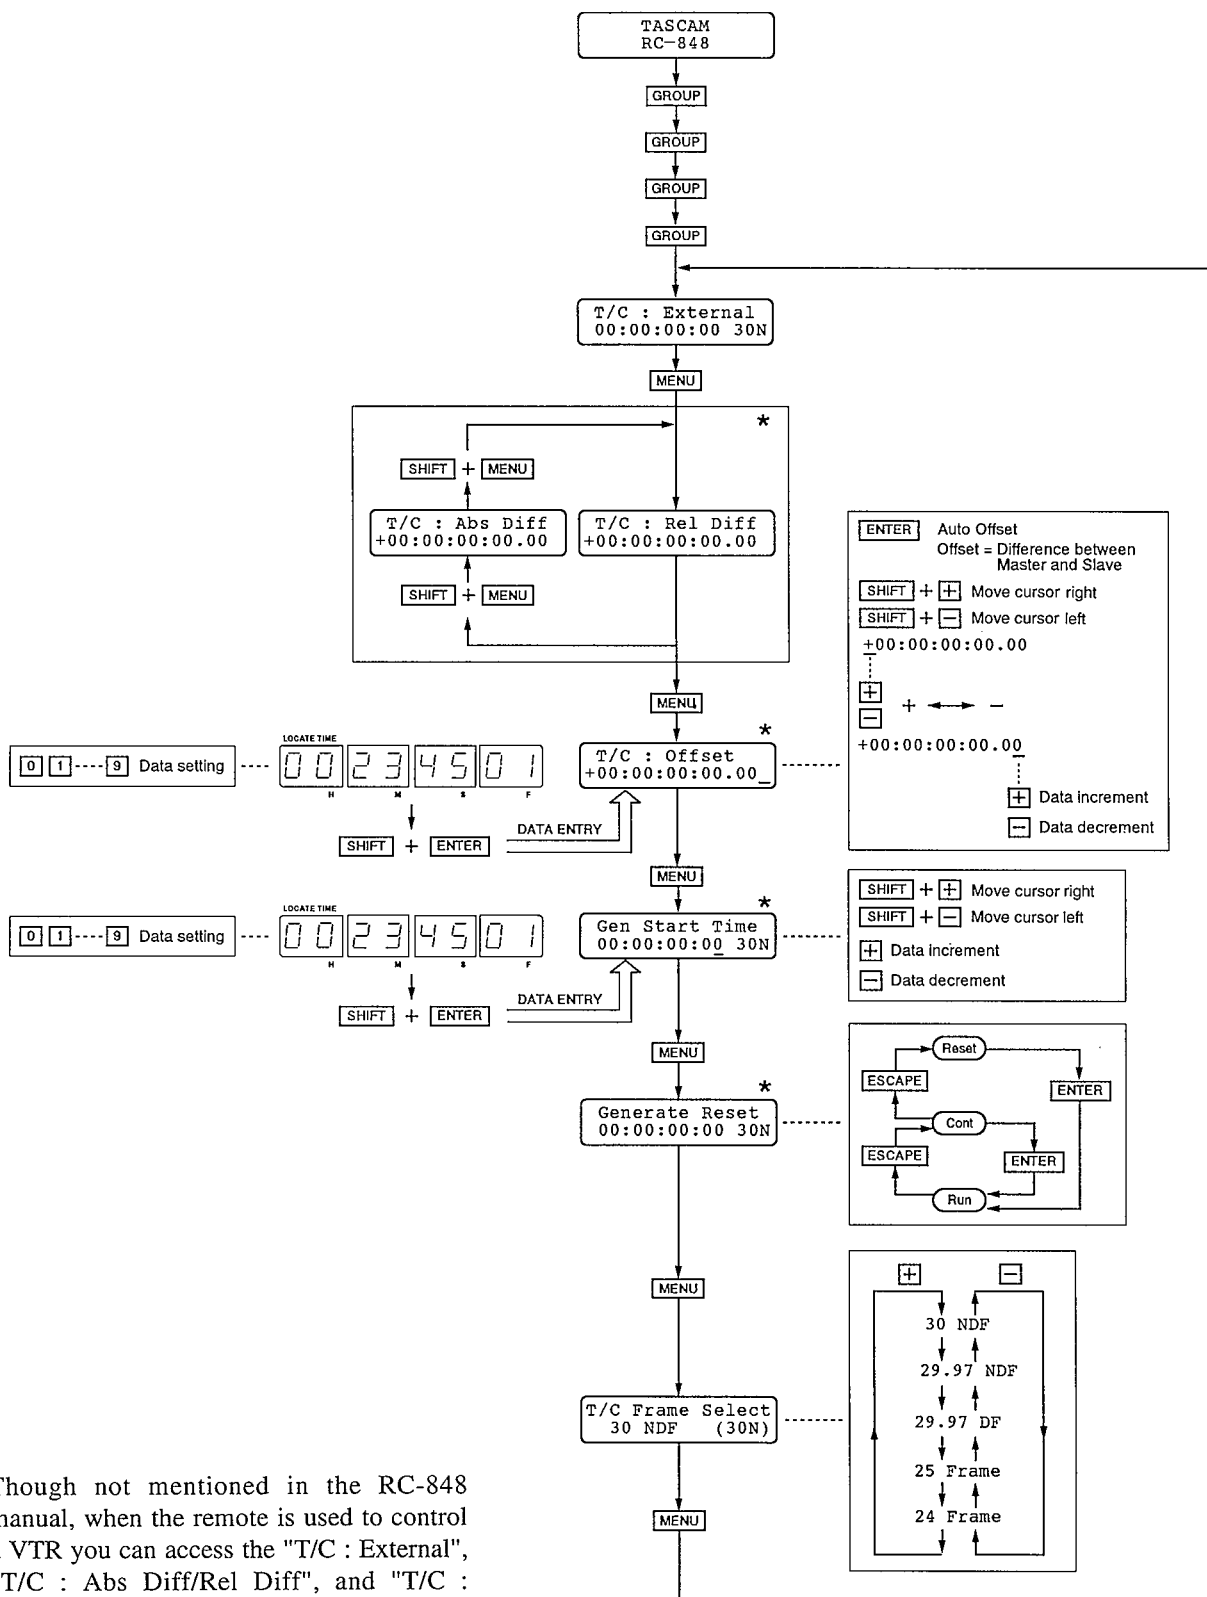 TASCAM
RC-848
GROUP
GROUP
GROUP
GROUP
T/C : External
00:00:00:00 30N
MENU
*
SHIFT + MENU
T/C : Abs Diff
+00:00:00:00.00
T/C : Rel Diff
+00:00:00:00.00
SHIFT + MENU
MENU
ENTER Auto Offset
Offset = Difference between
Master and Slave
SHIFT + + Move cursor right
SHIFT + - Move cursor left
+00:00:00:00.00
+
-
+ -
+00:00:00:00.00
+ Data increment
- Data decrement
*
0 1 ---- 9 Data setting
LOCATE TIME
00 23 45 01
H M S F
SHIFT + ENTER
DATA ENTRY
T/C : Offset
+00:00:00:00.00_
MENU
*
0 1 ---- 9 Data setting
LOCATE TIME
00 23 45 01
H M S F
SHIFT + ENTER
DATA ENTRY
Gen Start Time
00:00:00:00 30N
SHIFT + + Move cursor right
SHIFT + - Move cursor left
+ Data increment
- Data decrement
MENU
*
Generate Reset
00:00:00:00 30N
Reset
ESCAPE
ENTER
Cont
ESCAPE
ENTER
Run
MENU
T/C Frame Select
30 NDF (30N)
+ -
30 NDF
29.97 NDF
29.97 DF
25 Frame
24 Frame
MENU
Though not mentioned in the RC-848
manual, when the remote is used to control
VTR you can access the "T/C : External",
T/C : Abs Diff/Rel Diff", and "T/C :